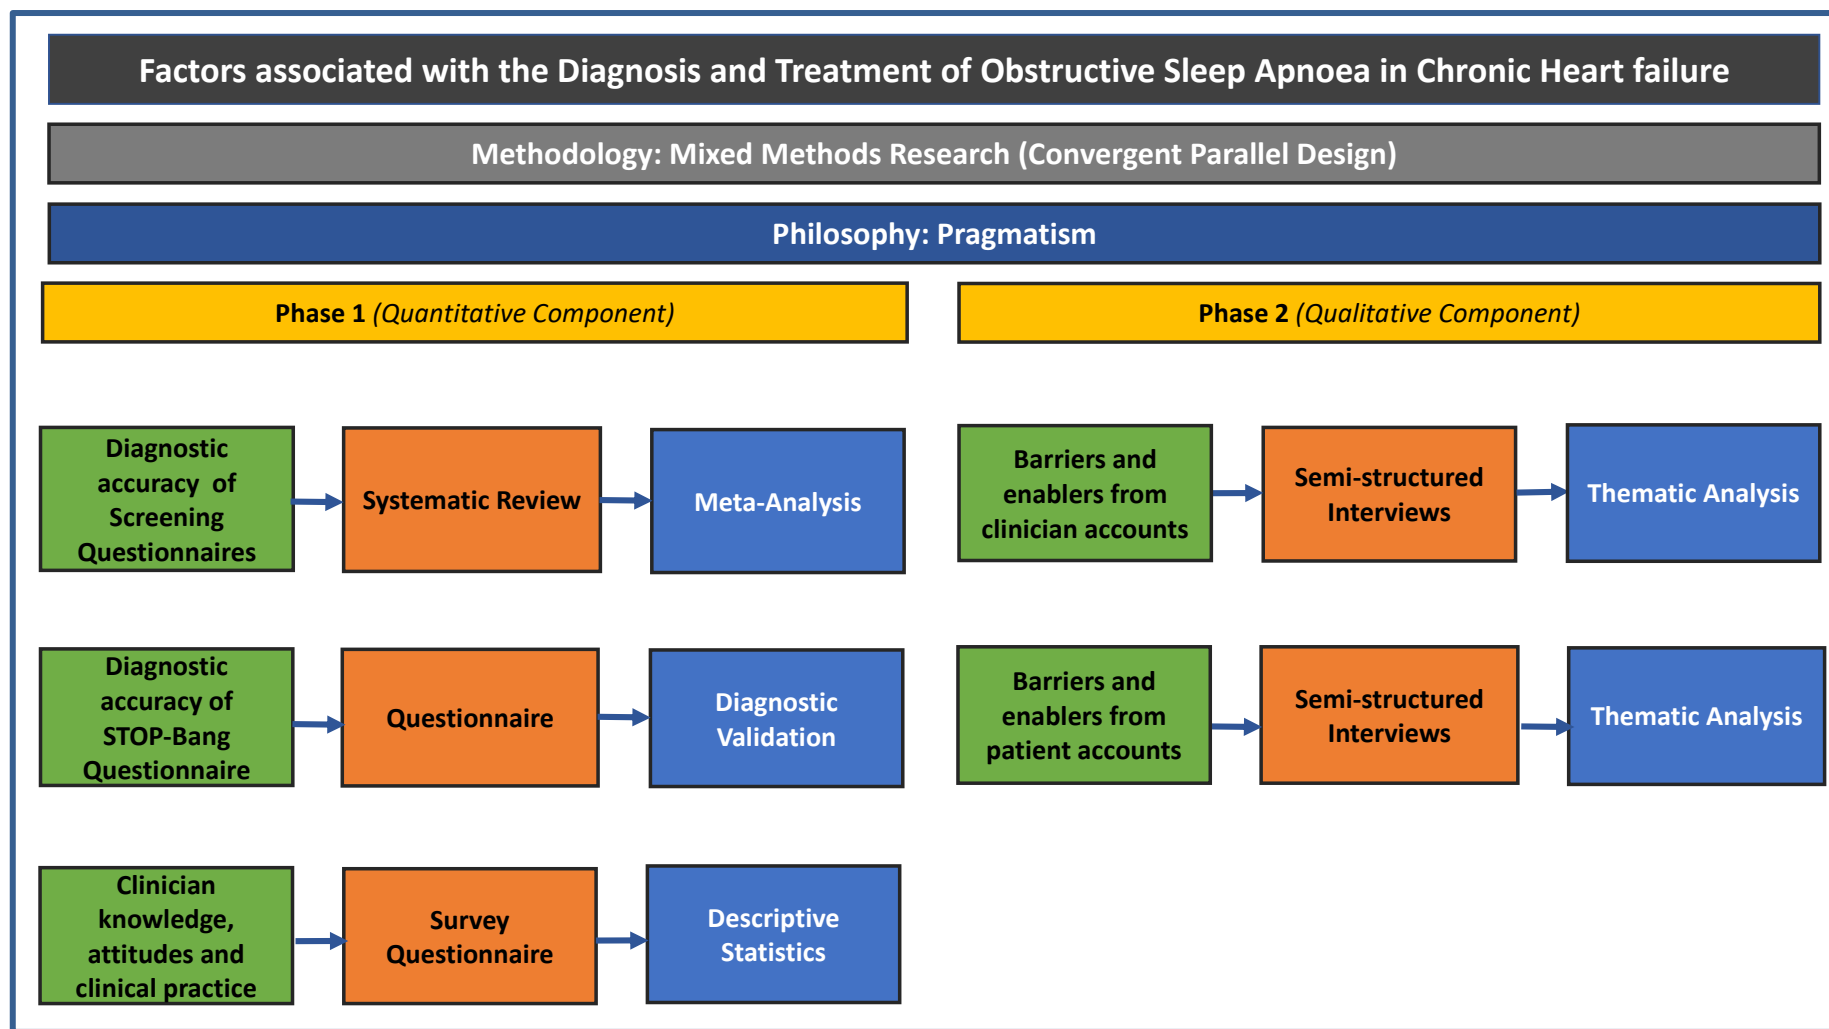 Factors associated with the Diagnosis and Treatment of Obstructive Sleep Apnoea in Chronic Heart failure
Methodology: Mixed Methods Research (Convergent Parallel Design)
Philosophy: Pragmatism
Phase 1 (Quantitative Component)
Phase 2 (Qualitative Component)
Diagnostic
accuracy of
Screening
Questionnaires
Systematic Review
Meta-Analysis
Barriers and
enablers from
clinician accounts
Semi-structured
Interviews
Thematic Analysis
Diagnostic
accuracy of
STOP-Bang
Questionnaire
Questionnaire
Diagnostic
Validation
Barriers and
enablers from
patient accounts
Semi-structured
Interviews
Thematic Analysis
Clinician
knowledge,
attitudes and
clinical practice
Survey
Questionnaire
Descriptive
Statistics